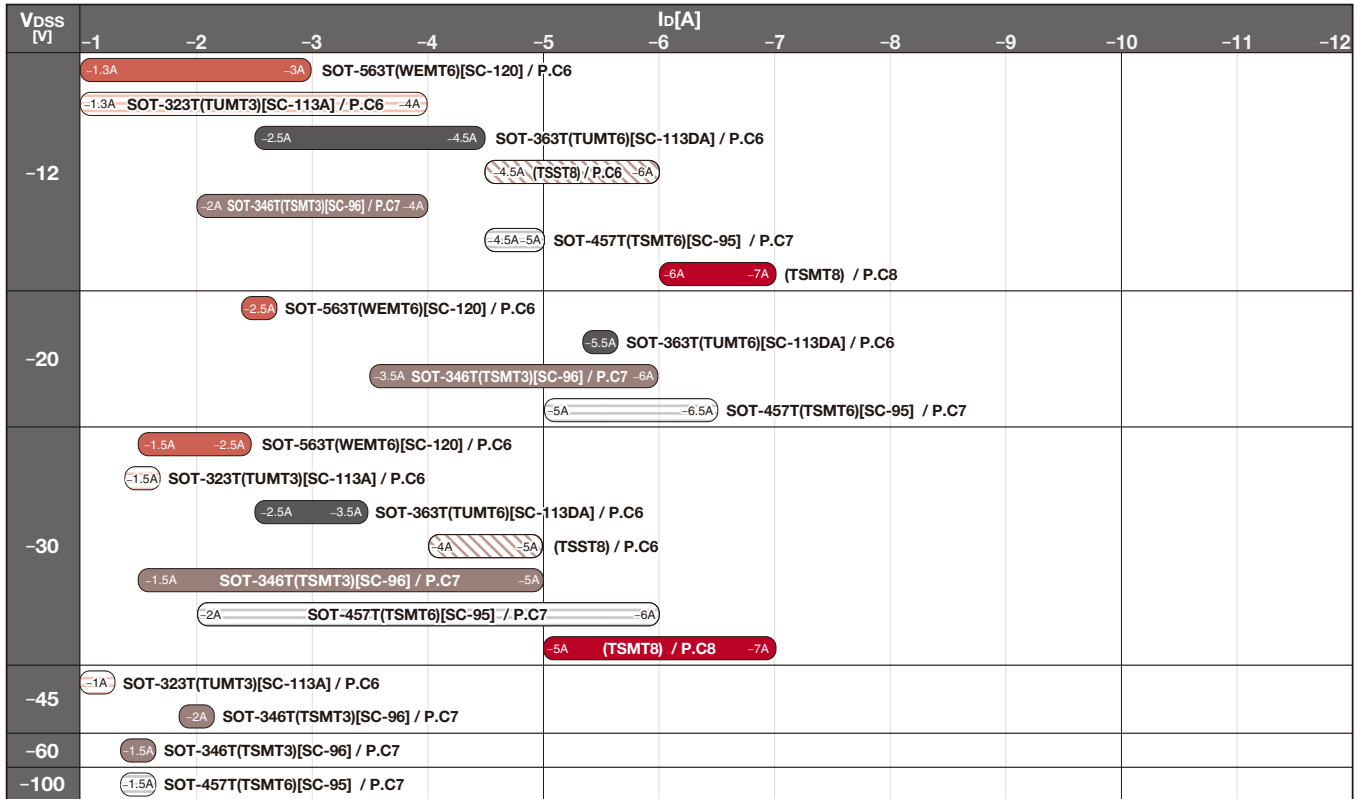 VDSS [V]
ID[A]
−1 −2 −3 −4 −5 −6 −7 −8 −9 −10 −11 −12
−12
−1.3A −3A SOT-563T(WEMT6)[SC-120] / P.C6
−1.3A SOT-323T(TUMT3)[SC-113A] / P.C6 −4A
−2.5A −4.5A SOT-363T(TUMT6)[SC-113DA] / P.C6
−4.5A (TSST8) / P.C6 −6A
−2A SOT-346T(TSMT3)[SC-96] / P.C7 −4A
−4.5A −5A SOT-457T(TSMT6)[SC-95] / P.C7
−6A −7A (TSMT8) / P.C8
−20
−2.5A SOT-563T(WEMT6)[SC-120] / P.C6
−5.5A SOT-363T(TUMT6)[SC-113DA] / P.C6
−3.5A SOT-346T(TSMT3)[SC-96] / P.C7 −6A
−5A −6.5A SOT-457T(TSMT6)[SC-95] / P.C7
−30
−1.5A −2.5A SOT-563T(WEMT6)[SC-120] / P.C6
−1.5A SOT-323T(TUMT3)[SC-113A] / P.C6
−2.5A −3.5A SOT-363T(TUMT6)[SC-113DA] / P.C6
−4A −5A (TSST8) / P.C6
−1.5A SOT-346T(TSMT3)[SC-96] / P.C7 −5A
−2A SOT-457T(TSMT6)[SC-95] / P.C7 −6A
−5A (TSMT8) / P.C8 −7A
−45
−1A SOT-323T(TUMT3)[SC-113A] / P.C6
−2A SOT-346T(TSMT3)[SC-96] / P.C7
−60
−1.5A SOT-346T(TSMT3)[SC-96] / P.C7
−100
−1.5A SOT-457T(TSMT6)[SC-95] / P.C7